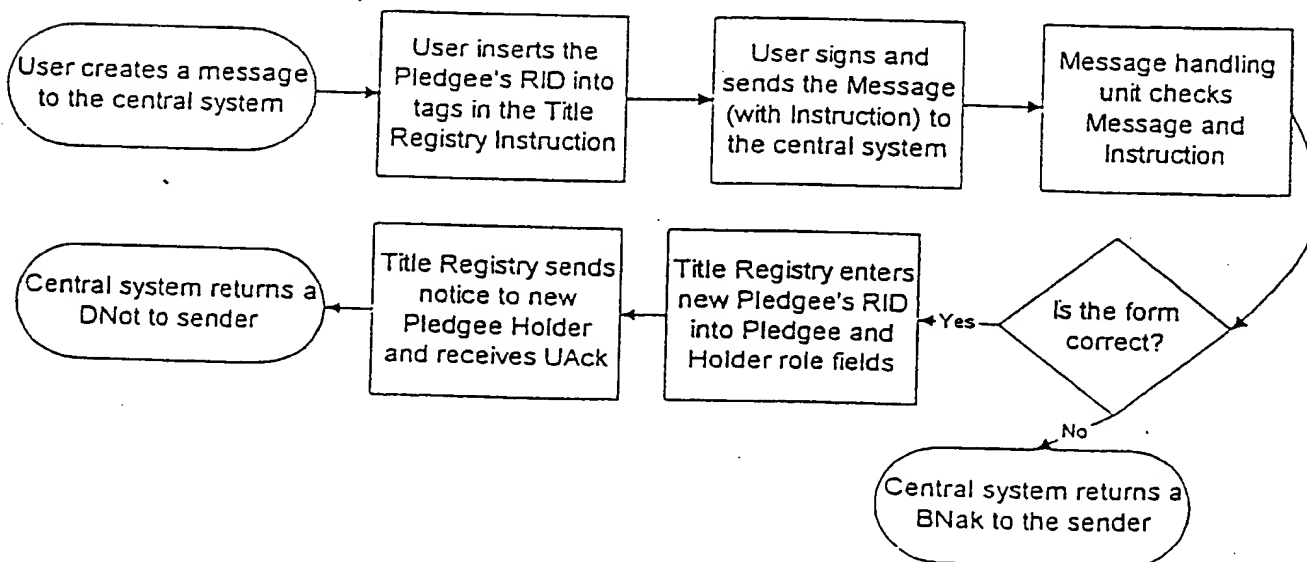 User creates a message
to the central system
User inserts the
Pledgee's RID into
tags in the Title
Registry Instruction
User signs and
sends the Message
(with Instruction) to
the central system
Message handling
unit checks
Message and
Instruction
Is the form
correct?
Yes
Title Registry enters
new Pledgee's RID
into Pledgee and
Holder role fields
Title Registry sends
notice to new
Pledgee Holder
and receives UAck
Central system returns a
DNot to sender
No
Central system returns a
BNak to the sender